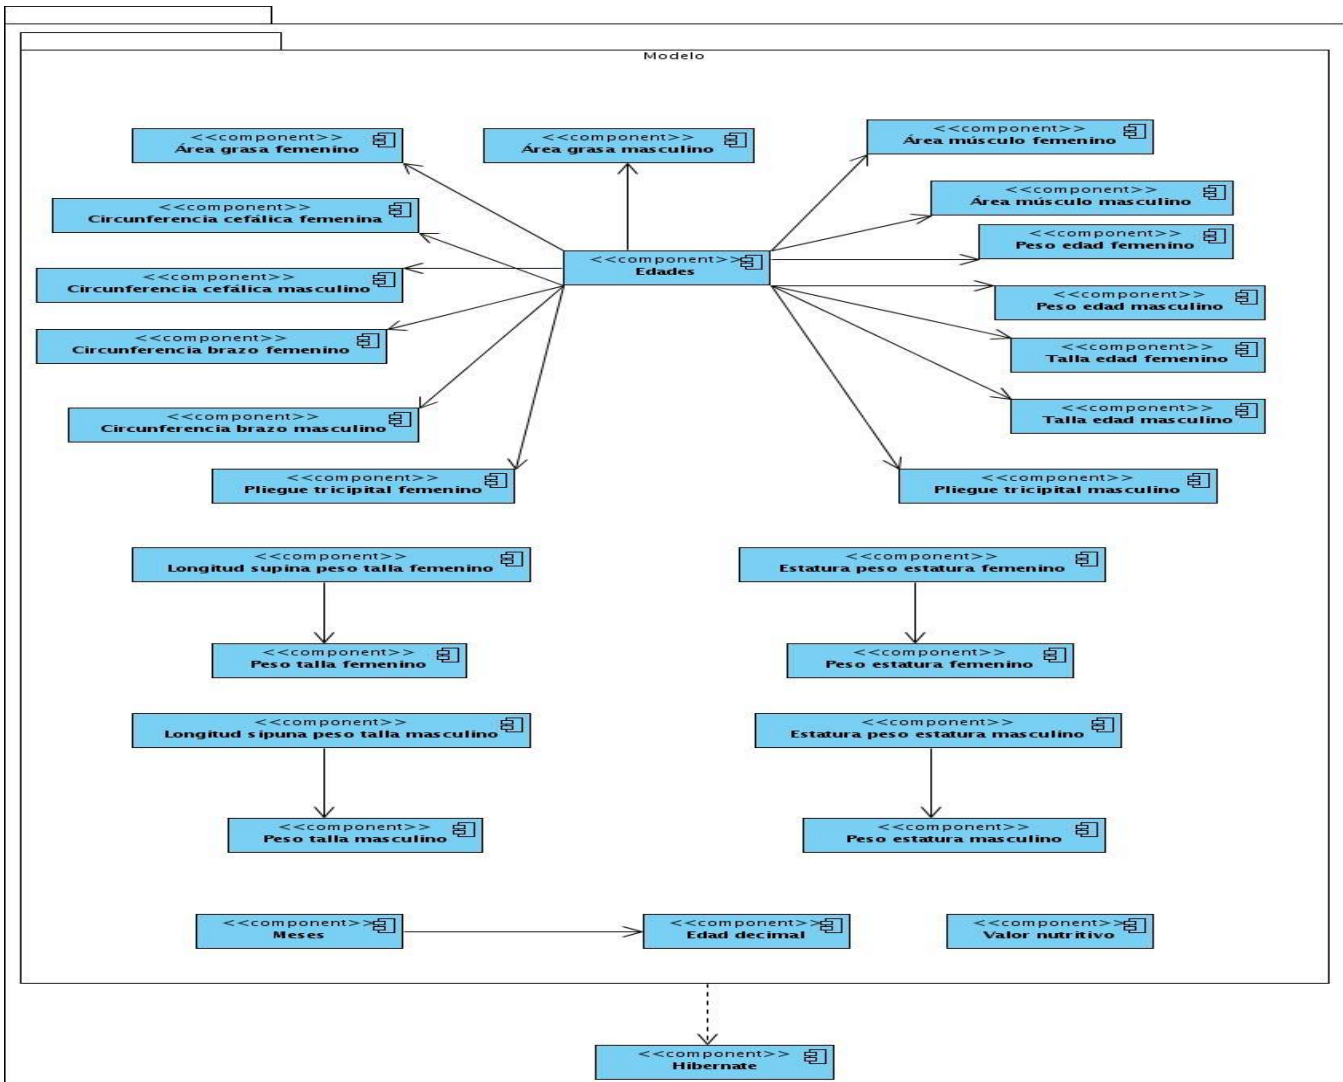 Modelo
<<component>>
Área grasa femenino
<<component>>
Área grasa masculino
<<component>>
Área músculo femenino
<<component>>
Área músculo masculino
<<component>>
Circunferencia cefálica femenina
<<component>>
Peso edad femenino
<<component>>
Edades
<<component>>
Circunferencia cefálica masculino
<<component>>
Peso edad masculino
<<component>>
Circunferencia brazo femenino
<<component>>
Talla edad femenino
<<component>>
Circunferencia brazo masculino
<<component>>
Talla edad masculino
<<component>>
Pliegue tricipital femenino
<<component>>
Pliegue tricipital masculino
<<component>>
Longitud supina peso talla femenino
<<component>>
Estatura peso estatura femenino
<<component>>
Peso talla femenino
<<component>>
Peso estatura femenino
<<component>>
Longitud sipuna peso talla masculino
<<component>>
Estatura peso estatura masculino
<<component>>
Peso talla masculino
<<component>>
Peso estatura masculino
<<component>>
Meses
<<component>>
Edad decimal
<<component>>
Valor nutritivo
<<component>>
Hibernate